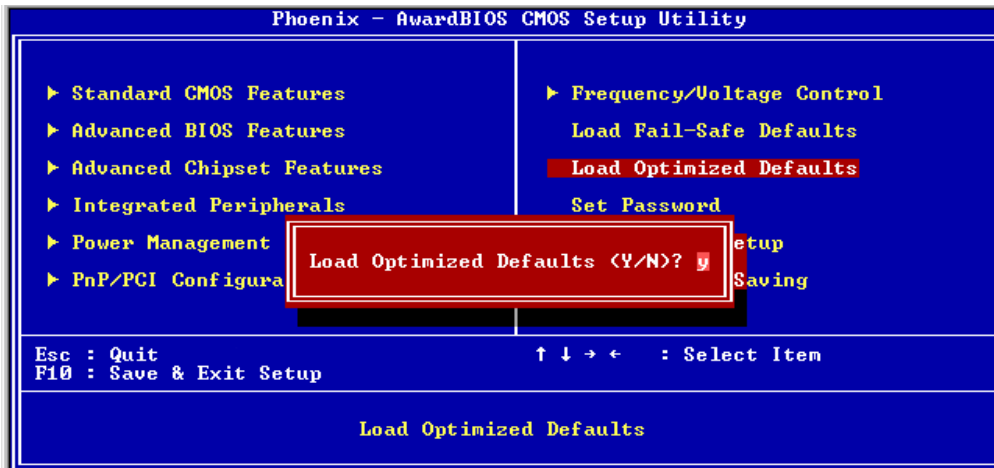 Phoenix - AwardBIOS CMOS Setup Utility
Standard CMOS Features
Advanced BIOS Features
Advanced Chipset Features
Integrated Peripherals
Power Management
PnP/PCI Configura
Frequency/Voltage Control
Load Fail-Safe Defaults
Load Optimized Defaults
Set Password
etup
Saving
Load Optimized Defaults (Y/N)? y
Esc : Quit
F10 : Save & Exit Setup
↑ ↓ → ← : Select Item
Load Optimized Defaults